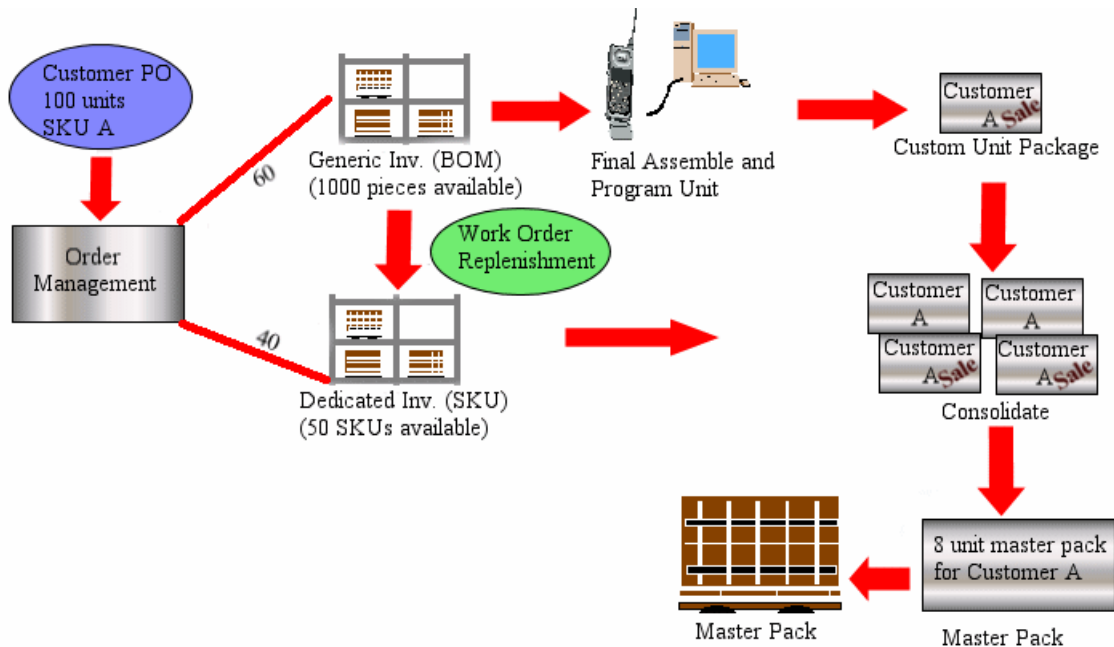 Customer PO
100 units
SKU A
Order
Management
60
40
Generic Inv. (BOM)
(1000 pieces available)
Work Order
Replenishment
Dedicated Inv. (SKU)
(50 SKUs available)
Final Assemble and
Program Unit
Customer
A Sale
Custom Unit Package
Customer
A
Customer
A
Customer
A Sale
Customer
A Sale
Consolidate
8 unit master pack
for Customer A
Master Pack
Master Pack